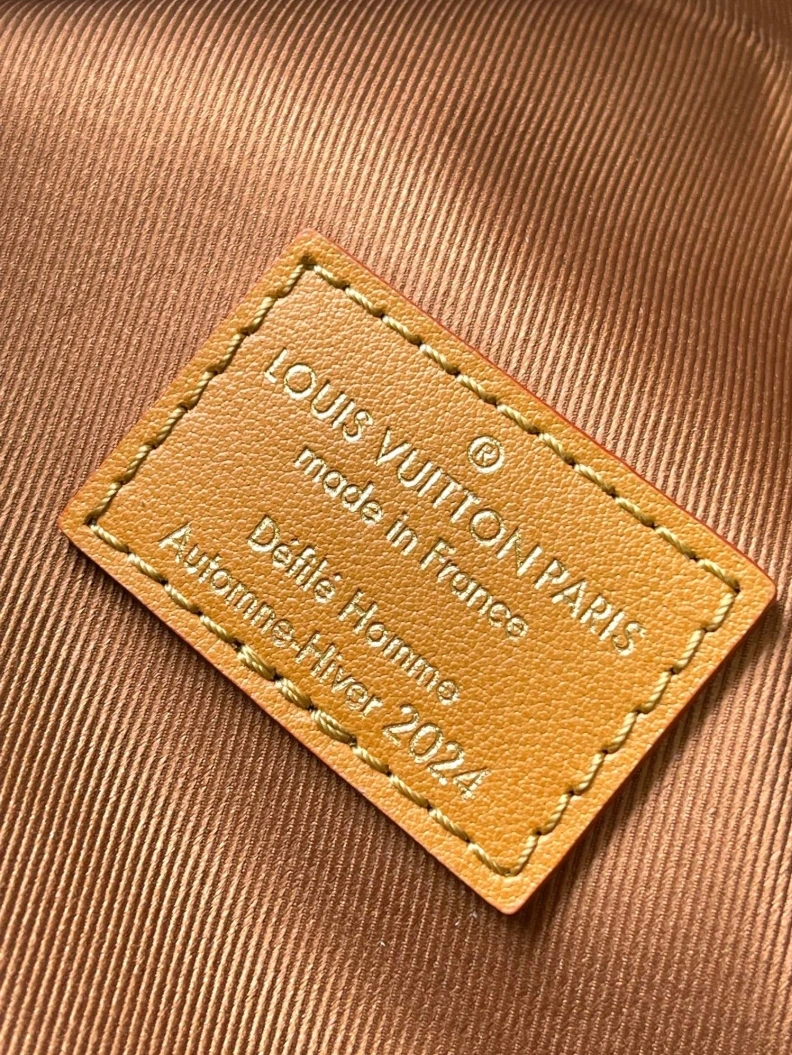 ®
LOUIS VUITTON PARIS
made in France
Défilé Homme
Automne-Hiver 2024